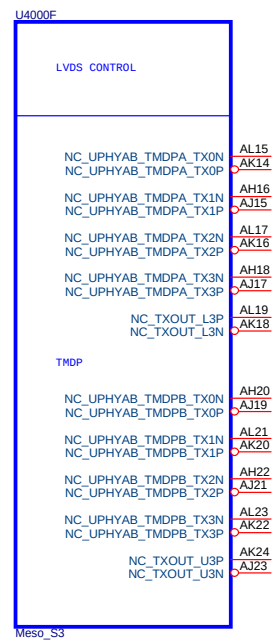 U4000F
LVDS CONTROL
NC_UPHYAB_TMDPA_TX0N AL15
NC_UPHYAB_TMDPA_TX0P AK14
NC_UPHYAB_TMDPA_TX1N AH16
NC_UPHYAB_TMDPA_TX1P AJ15
NC_UPHYAB_TMDPA_TX2N AL17
NC_UPHYAB_TMDPA_TX2P AK16
NC_UPHYAB_TMDPA_TX3N AH18
NC_UPHYAB_TMDPA_TX3P AJ17
NC_TXOUT_L3P AL19
NC_TXOUT_L3N AK18
TMDP
NC_UPHYAB_TMDPB_TX0N AH20
NC_UPHYAB_TMDPB_TX0P AJ19
NC_UPHYAB_TMDPB_TX1N AL21
NC_UPHYAB_TMDPB_TX1P AK20
NC_UPHYAB_TMDPB_TX2N AH22
NC_UPHYAB_TMDPB_TX2P AJ21
NC_UPHYAB_TMDPB_TX3N AL23
NC_UPHYAB_TMDPB_TX3P AK22
NC_TXOUT_U3P AK24
NC_TXOUT_U3N AJ23
Meso_S3